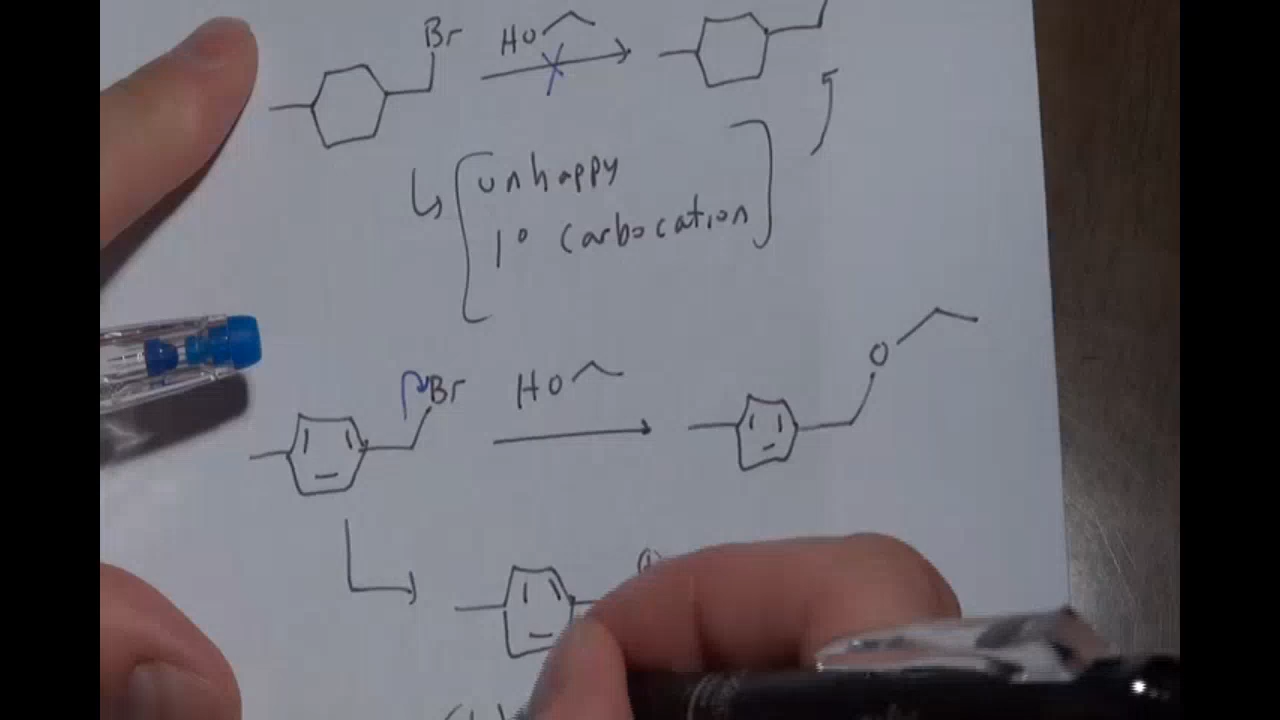 Br HO
unhappy
1° carbocation
Br HO O
⊕